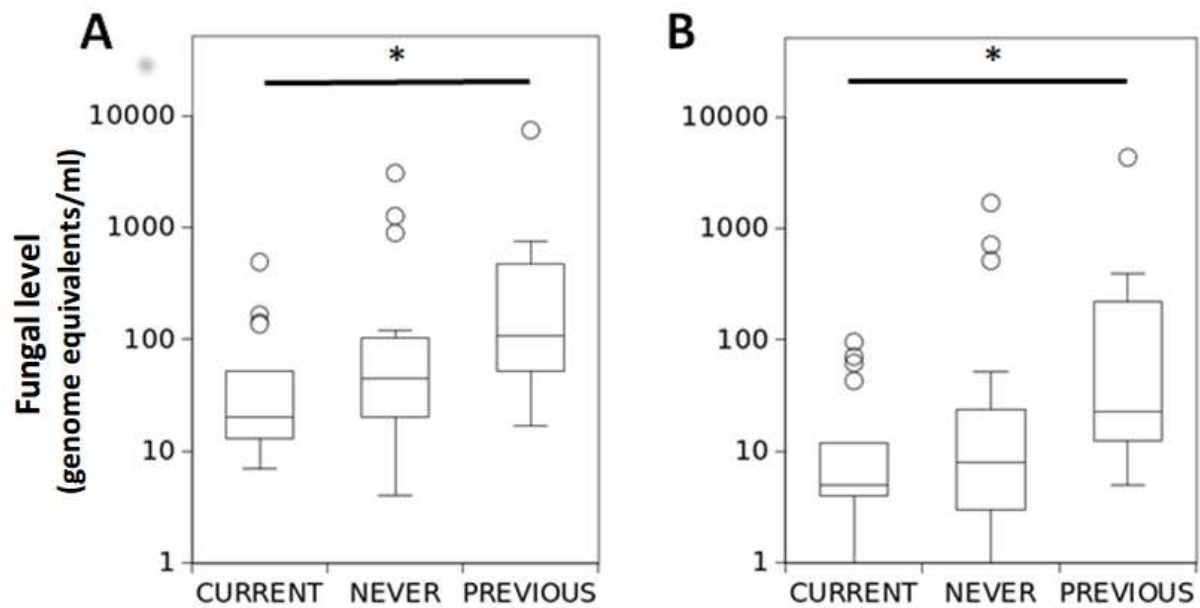 A
*
10000
1000
100
10
1
CURRENT NEVER PREVIOUS
Fungal level
(genome equivalents/ml)
B
*
10000
1000
100
10
1
CURRENT NEVER PREVIOUS